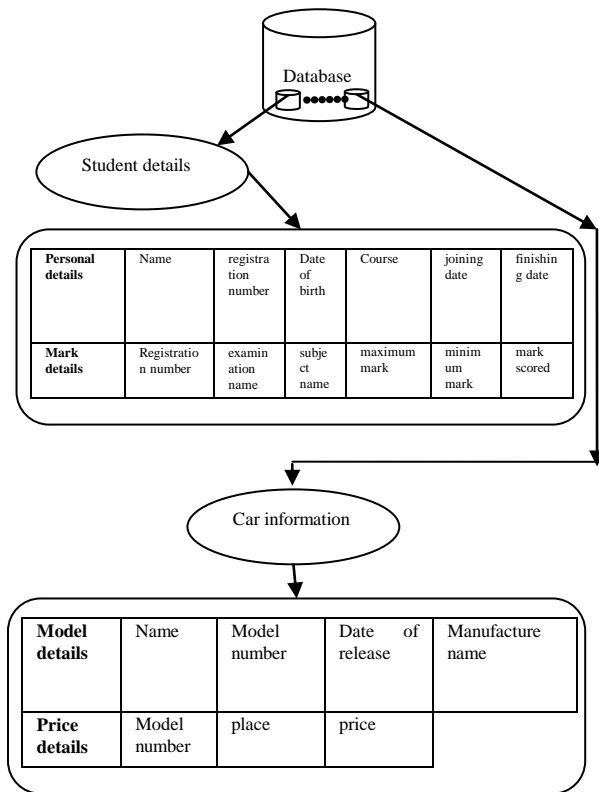 Database
Student details
Personal
details
Name
registra
tion
number
Date
of
birth
Course
joining
date
finishin
g date
Mark
details
Registratio
n number
examin
ation
name
subje
ct
name
maximum
mark
minim
um
mark
mark
scored
Car information
Model
details
Name
Model
number
Date of
release
Manufacture
name
Price
details
Model
number
place
price